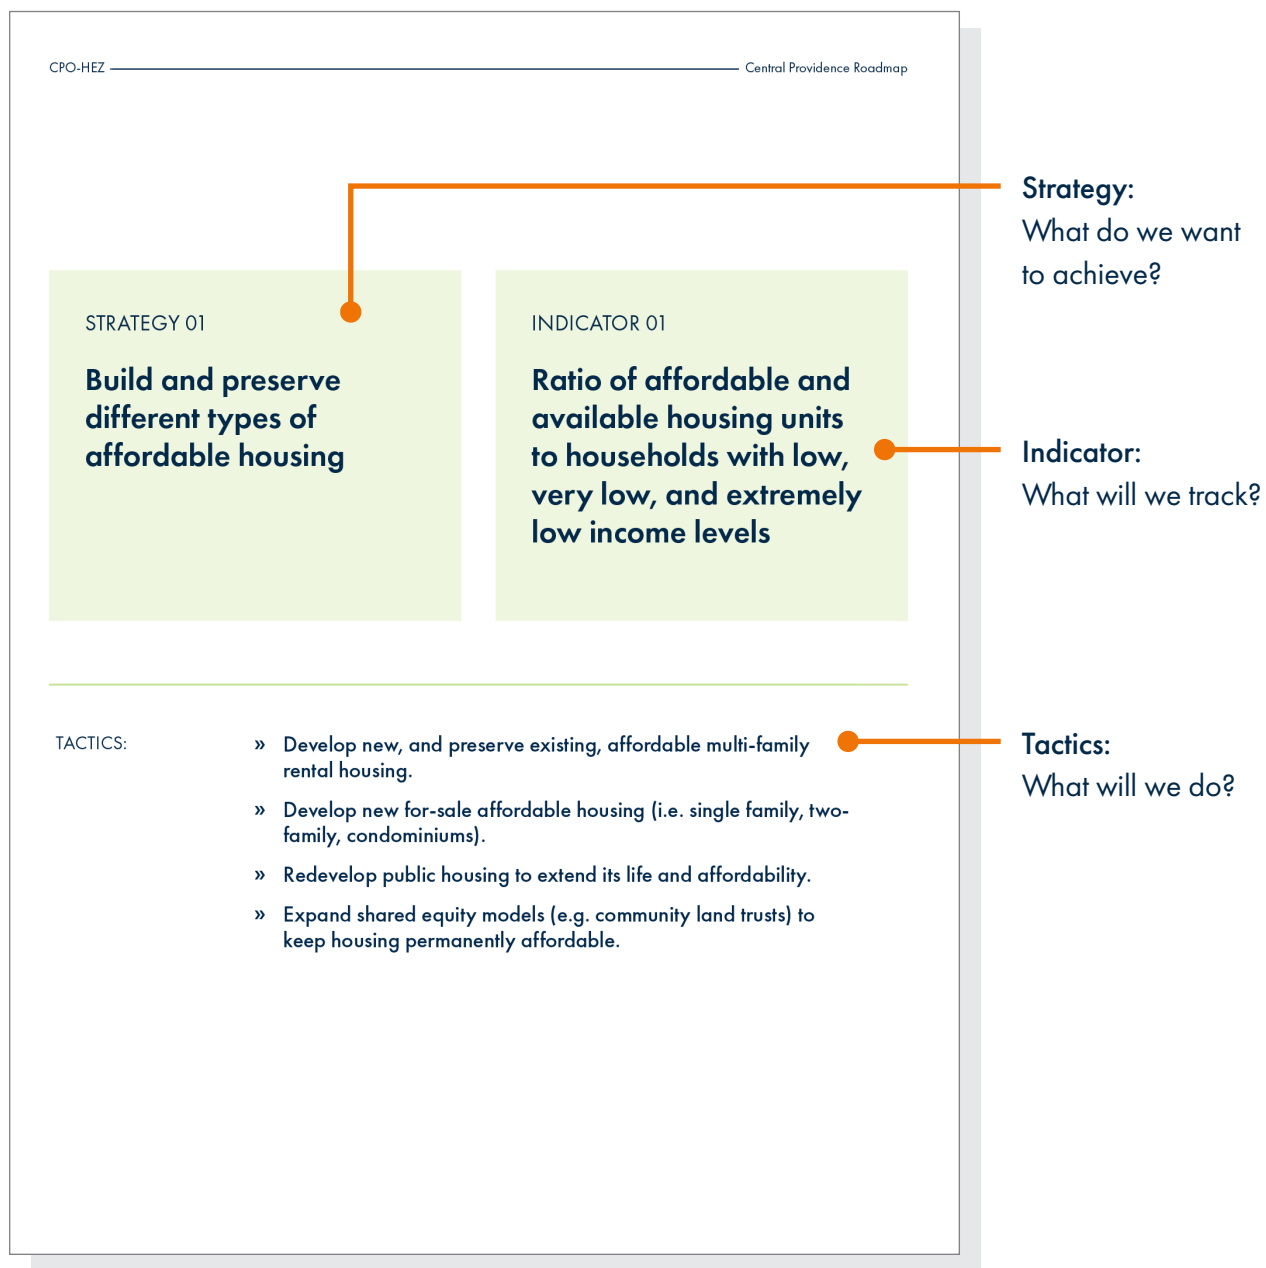 CPO-HEZ Central Providence Roadmap
STRATEGY 01
Build and preserve
different types of
affordable housing
INDICATOR 01
Ratio of affordable and
available housing units
to households with low,
very low, and extremely
low income levels
TACTICS:
» Develop new, and preserve existing, affordable multi-family
rental housing.
» Develop new for-sale affordable housing (i.e. single family, two-
family, condominiums).
» Redevelop public housing to extend its life and affordability.
» Expand shared equity models (e.g. community land trusts) to
keep housing permanently affordable.
Strategy:
What do we want
to achieve?
Indicator:
What will we track?
Tactics:
What will we do?